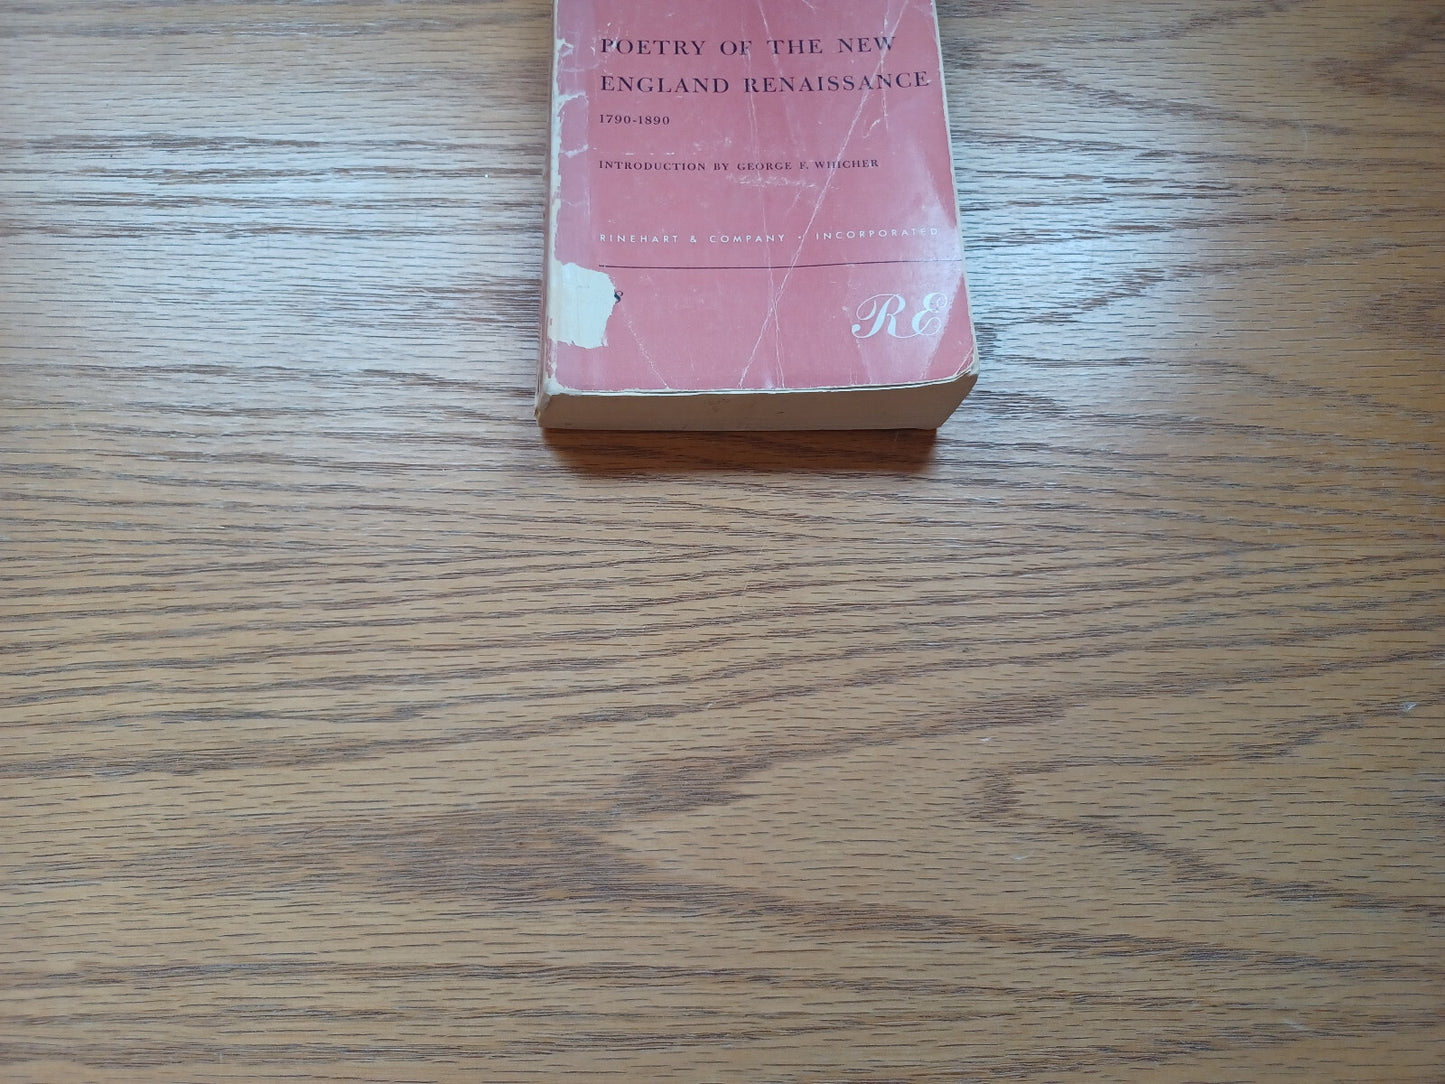 POETRY OF THE NEW
ENGLAND RENAISSANCE
1790-1890
INTRODUCTION BY GEORGE F. WHICHER
RINEHART & COMPANY · INCORPORATED
RE